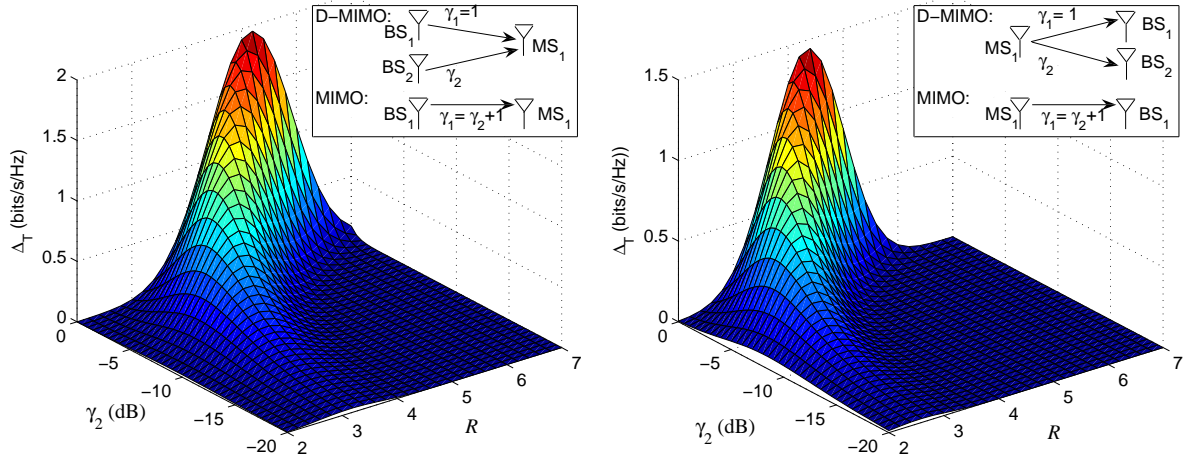 D−MIMO:
BS₁
γ₁=1
MS₁
BS₂
γ₂
MIMO:
BS₁
γ₁= γ₂+1
MS₁
2
1.5
1
0.5
0
Δ_T (bits/s/Hz)
0
−5
−10
−15
−20
γ₂ (dB)
2
3
4
5
6
7
R
D−MIMO:
γ₁= 1
BS₁
MS₁
γ₂
BS₂
MIMO:
MS₁
γ₁= γ₂+1
BS₁
1.5
1
0.5
0
Δ_T (bits/s/Hz))
0
−5
−10
−15
−20
γ₂ (dB)
2
3
4
5
6
7
R